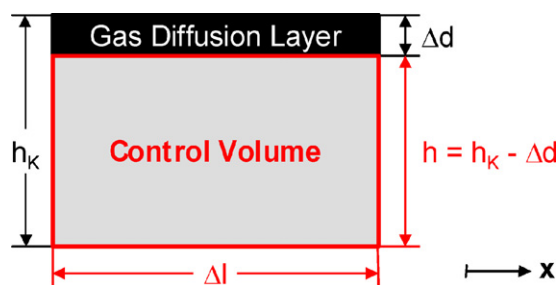 Gas Diffusion Layer
Δd
h_K
Control Volume
h = h_K - Δd
Δl
x